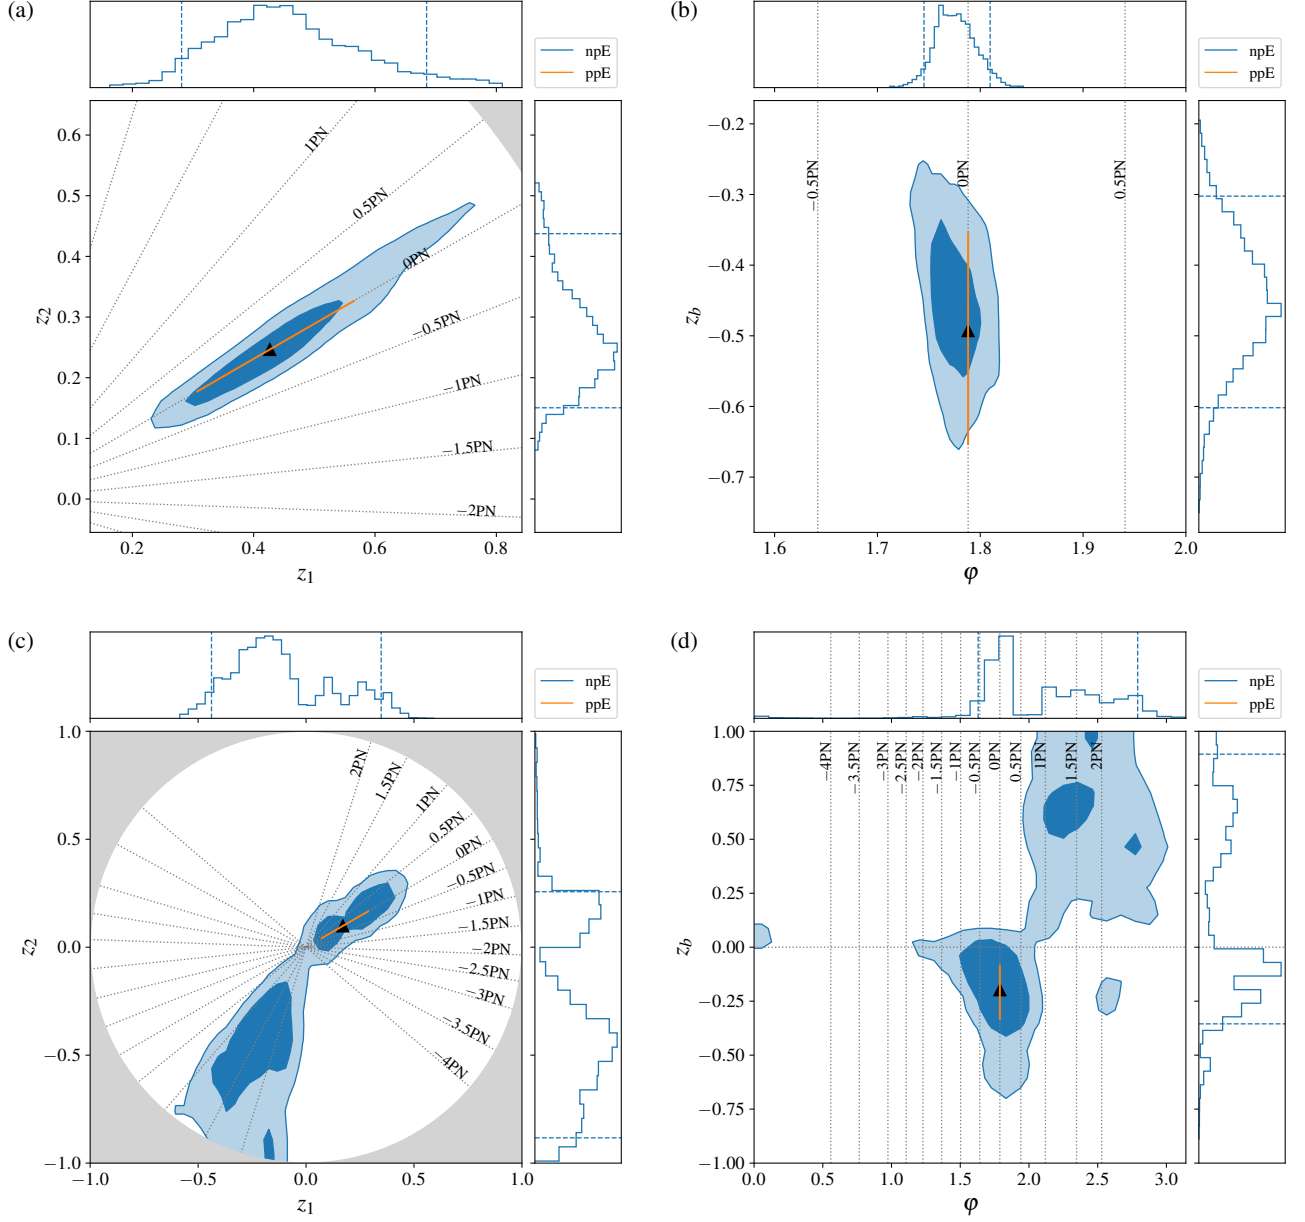 (a)
npE
ppE
0.6
0.5
0.4
0.3
0.2
0.1
0.0
z2
1PN
0.5PN
0PN
−0.5PN
−1PN
−1.5PN
−2PN
0.2
0.4
0.6
0.8
z1
(b)
npE
ppE
−0.2
−0.3
−0.4
−0.5
−0.6
−0.7
zb
−0.5PN
0PN
0.5PN
1.6
1.7
1.8
1.9
2.0
φ
(c)
npE
ppE
1.0
0.5
0.0
−0.5
−1.0
z2
2PN
1.5PN
1PN
0.5PN
0PN
−0.5PN
−1PN
−1.5PN
−2PN
−2.5PN
−3PN
−3.5PN
−4PN
−1.0
−0.5
0.0
0.5
1.0
z1
(d)
npE
ppE
1.00
0.75
0.50
0.25
0.00
−0.25
−0.50
−0.75
−1.00
zb
−4PN
−3.5PN
−3PN
−2.5PN
−2PN
−1.5PN
−1PN
−0.5PN
0PN
0.5PN
1PN
1.5PN
2PN
0.0
0.5
1.0
1.5
2.0
2.5
3.0
φ